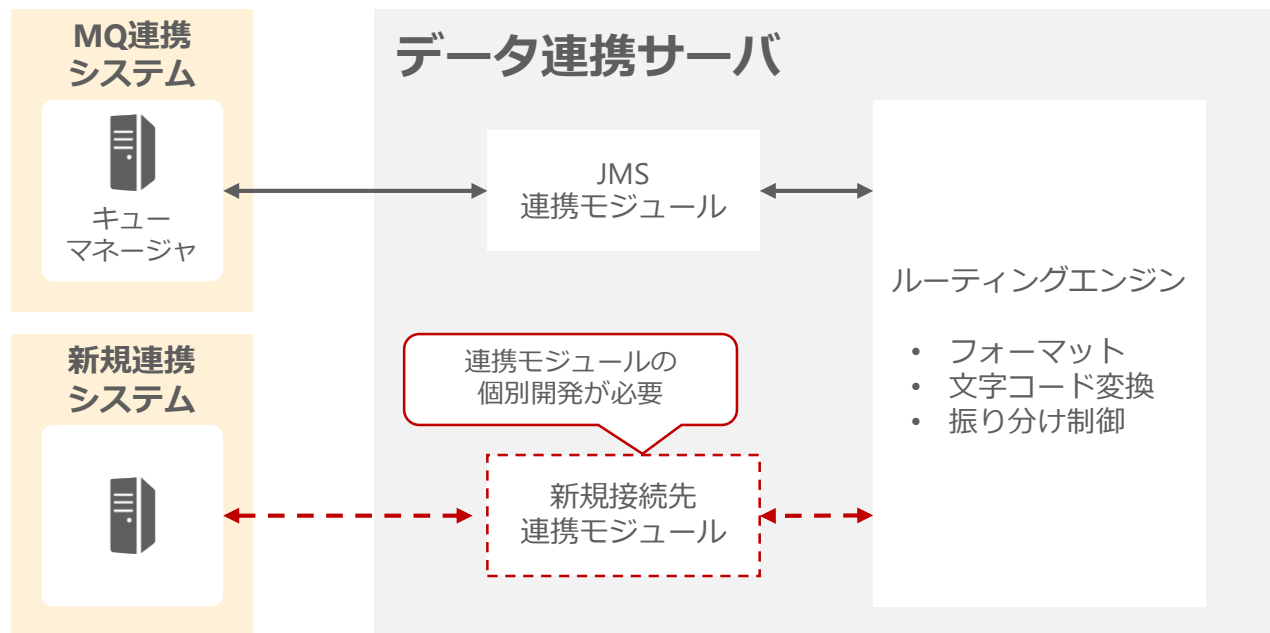 MQ連携
システム
キュー
マネージャ
データ連携サーバ
JMS
連携モジュール
ルーティングエンジン
• フォーマット
• 文字コード変換
• 振り分け制御
新規連携
システム
連携モジュールの
個別開発が必要
新規接続先
連携モジュール